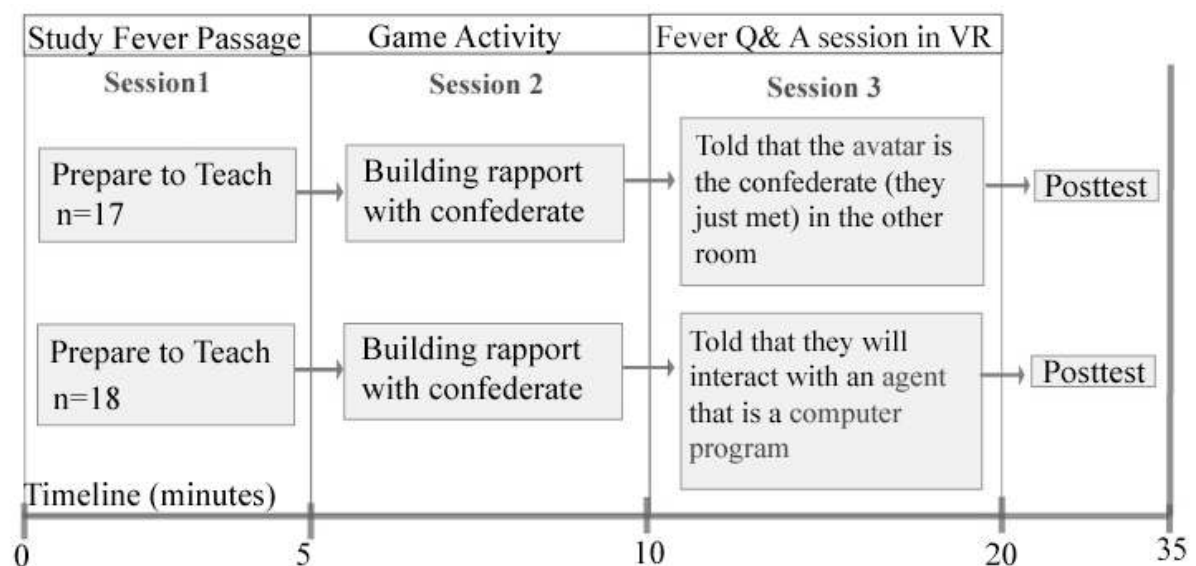 Study Fever Passage
Game Activity
Fever Q& A session in VR
Session1
Session 2
Session 3
Prepare to Teach
n=17
Building rapport
with confederate
Told that the avatar is
the confederate (they
just met) in the other
room
Posttest
Prepare to Teach
n=18
Building rapport
with confederate
Told that they will
interact with an agent
that is a computer
program
Posttest
Timeline (minutes)
0
5
10
20
35